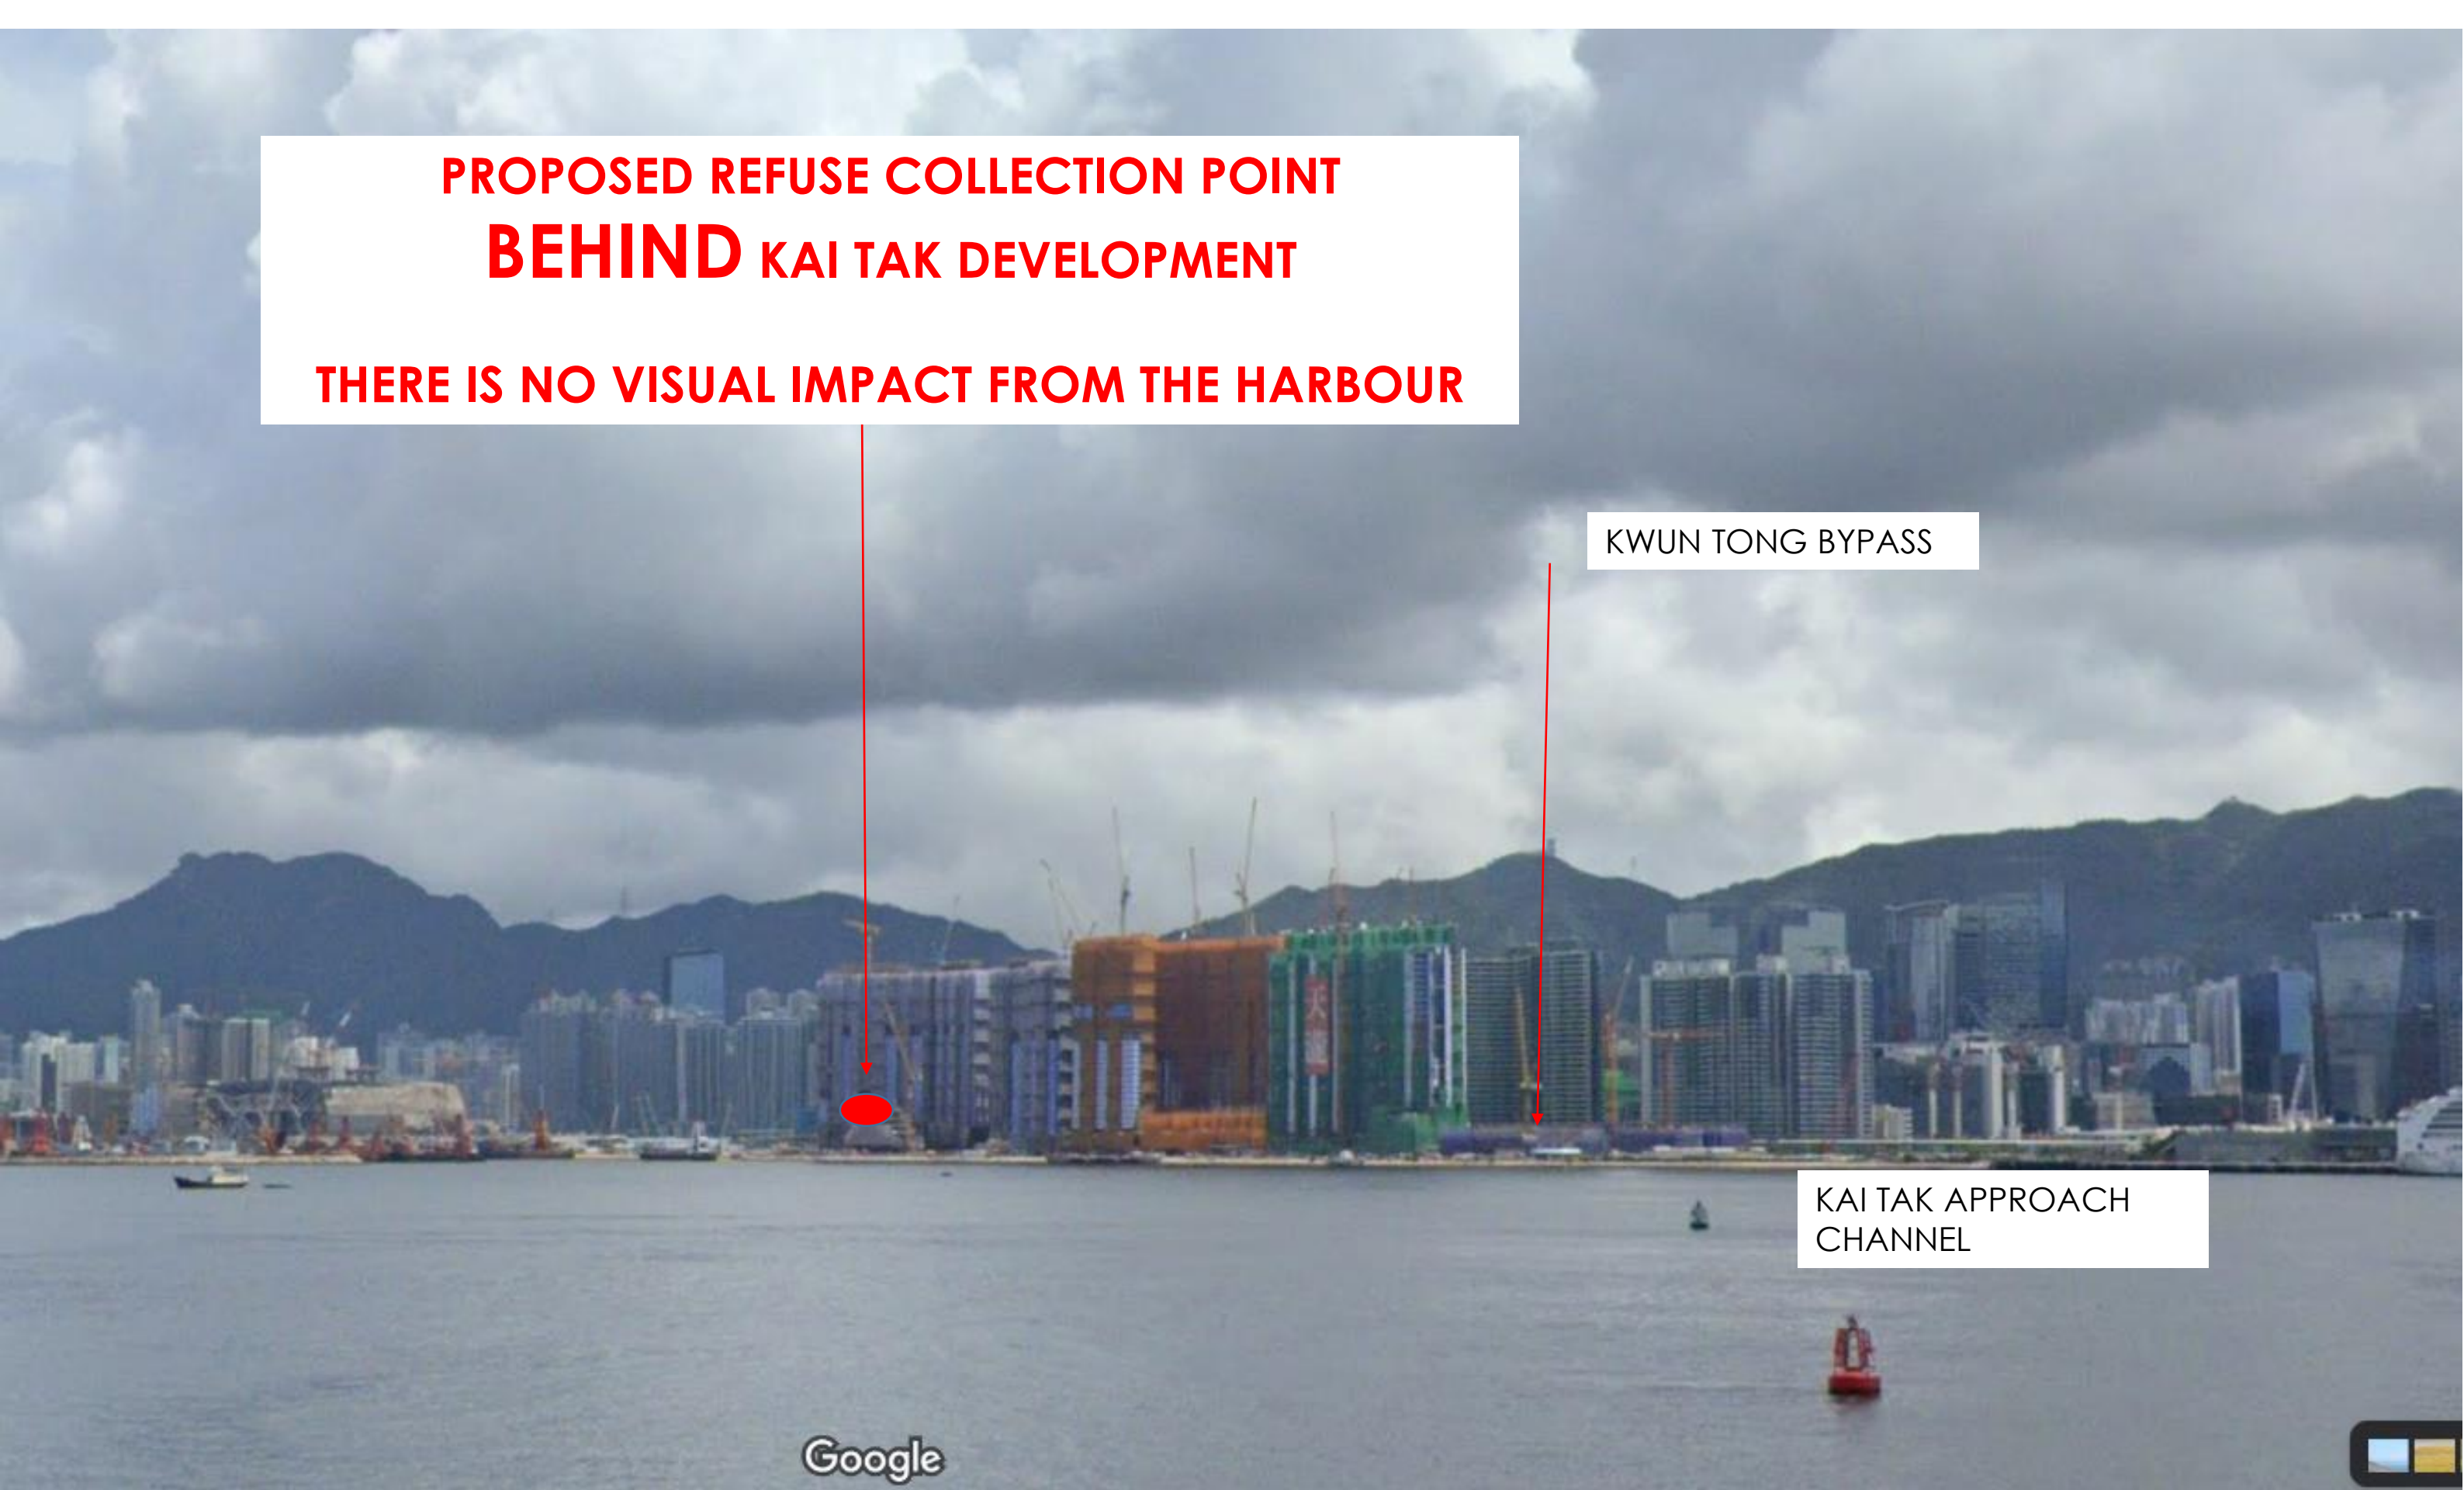 PROPOSED REFUSE COLLECTION POINT
BEHIND KAI TAK DEVELOPMENT
THERE IS NO VISUAL IMPACT FROM THE HARBOUR
KWUN TONG BYPASS
KAI TAK APPROACH
CHANNEL
Google